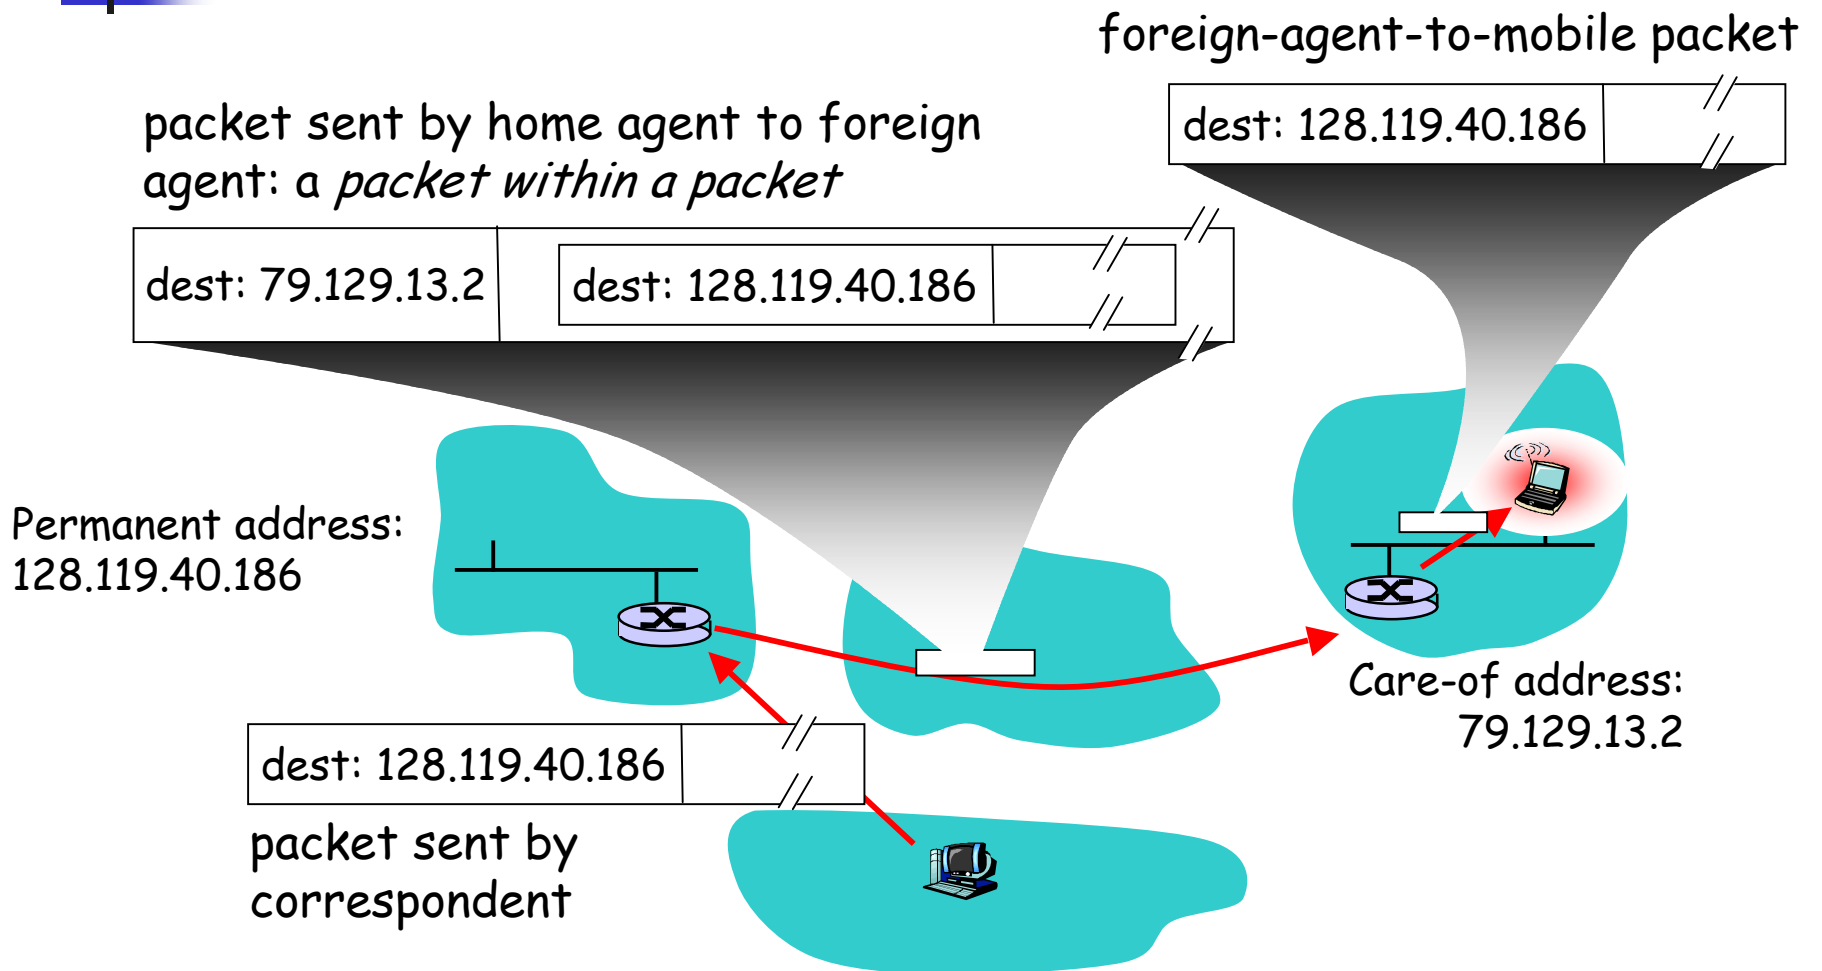 foreign-agent-to-mobile packet
dest: 128.119.40.186
packet sent by home agent to foreign
agent: a packet within a packet
dest: 79.129.13.2
dest: 128.119.40.186
Permanent address:
128.119.40.186
Care-of address:
79.129.13.2
dest: 128.119.40.186
packet sent by
correspondent